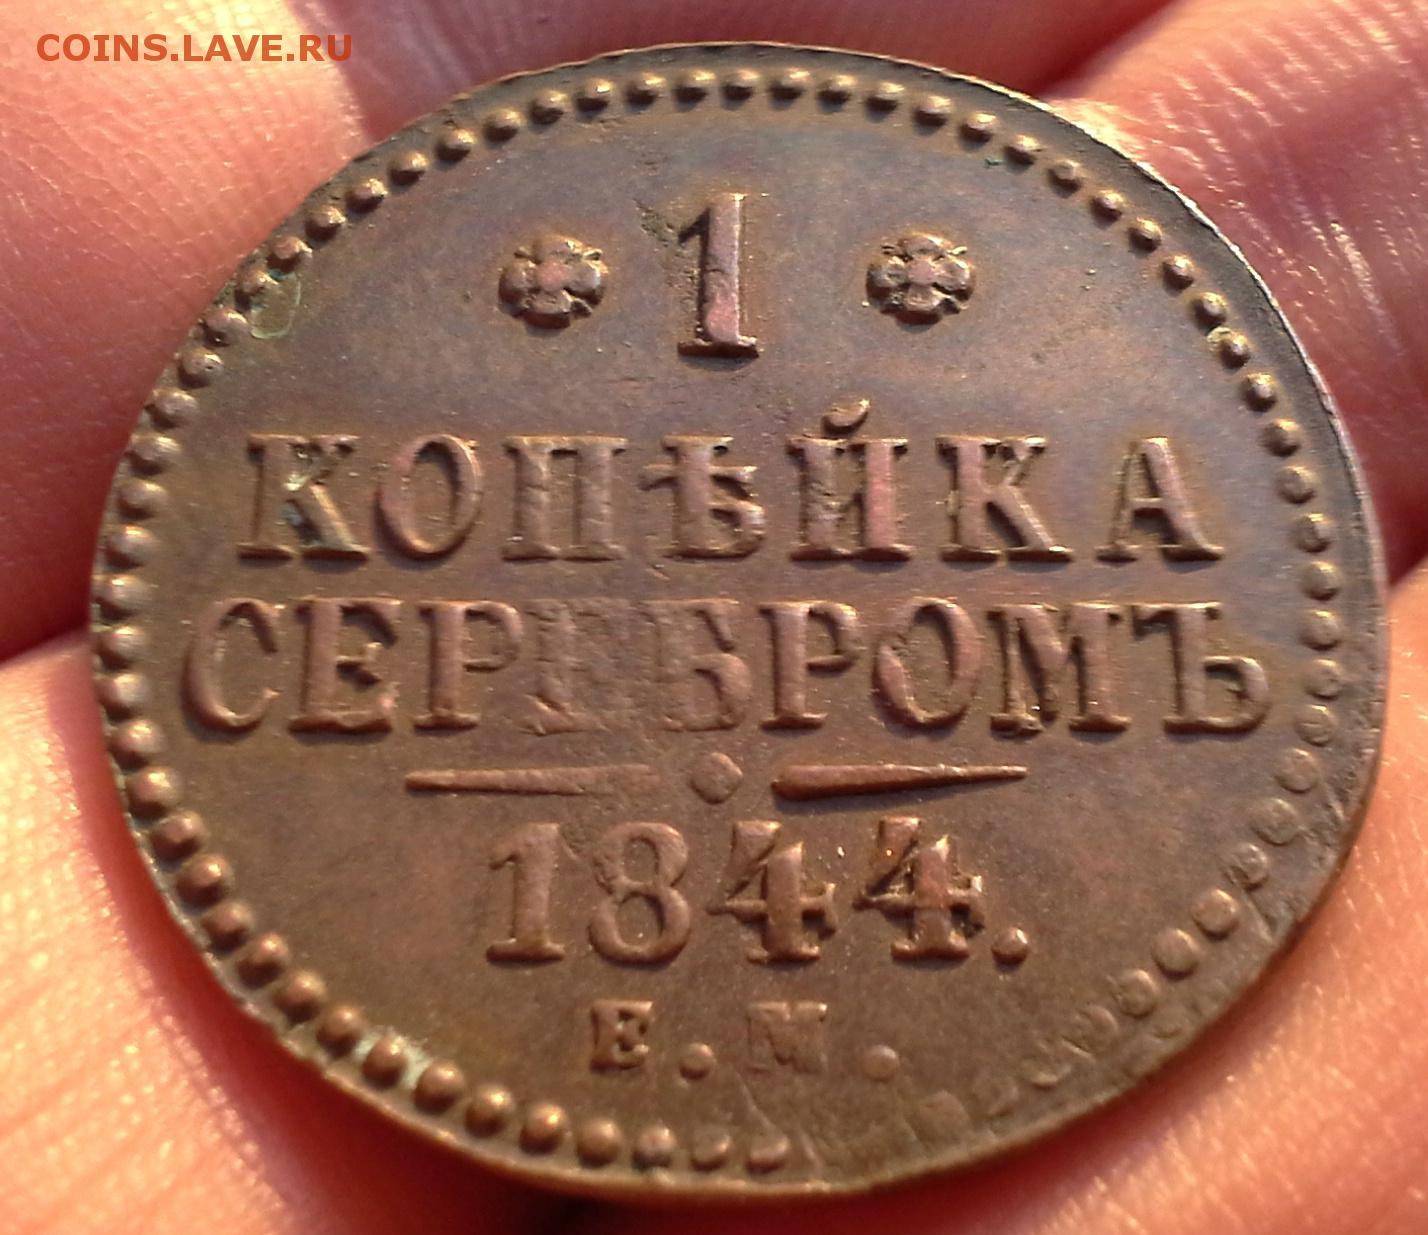 COINS.LAVE.RU
1
КОПѢЙКА
СЕРЕБРОМЪ
1844.
Е.М.